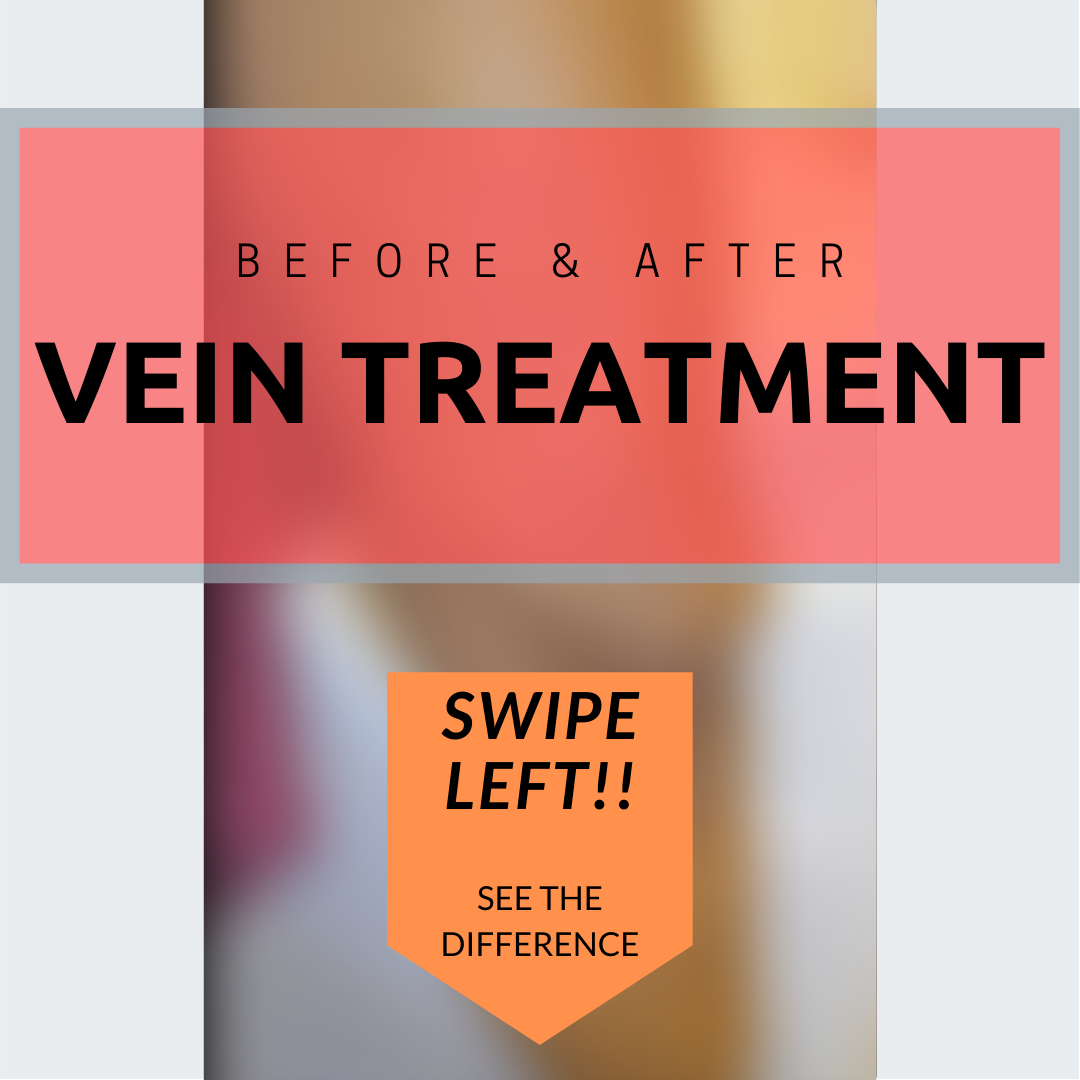 BEFORE & AFTER
VEIN TREATMENT
SWIPE
LEFT!!
SEE THE
DIFFERENCE